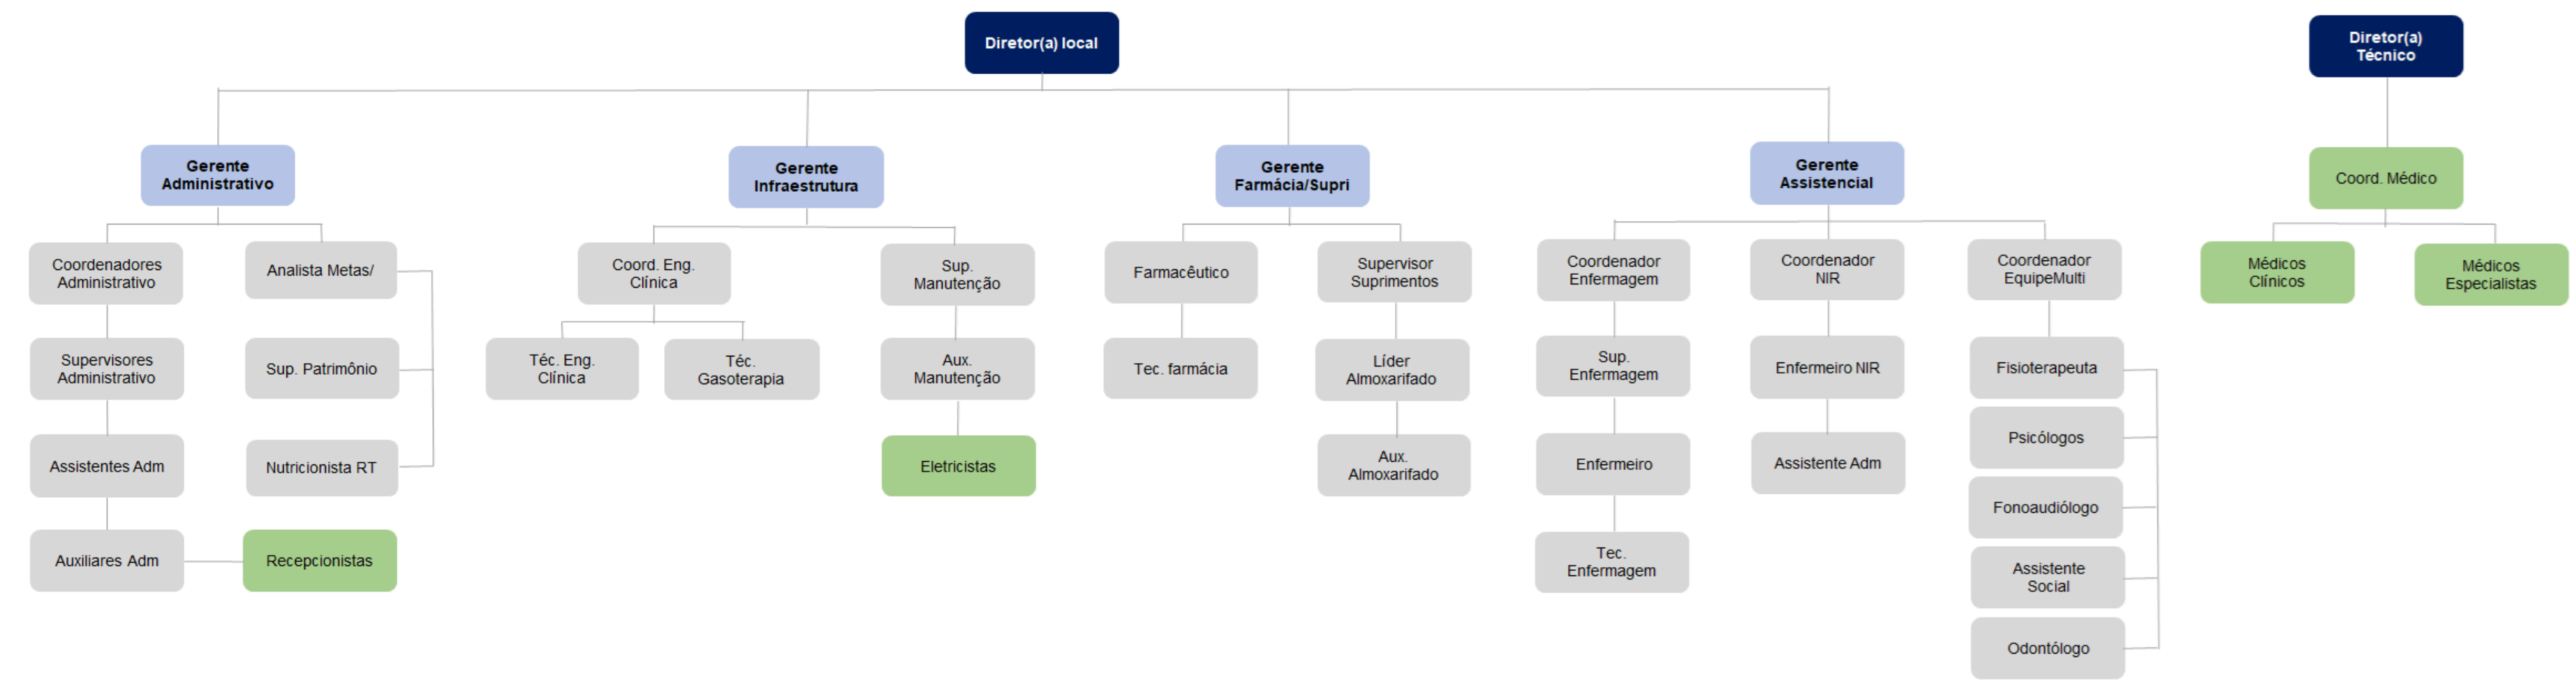 Diretor(a) local
Diretor(a)
Técnico
Gerente
Administrativo
Gerente
Infraestrutura
Gerente
Farmácia/Supri
Gerente
Assistencial
Coord. Médico
Coordenadores
Administrativo
Analista Metas/
Coord. Eng.
Clínica
Sup.
Manutenção
Farmacêutico
Supervisor
Suprimentos
Coordenador
Enfermagem
Coordenador
NIR
Coordenador
EquipeMulti
Médicos
Clínicos
Médicos
Especialistas
Supervisores
Administrativo
Sup. Patrimônio
Téc. Eng.
Clínica
Téc.
Gasoterapia
Aux.
Manutenção
Tec. farmácia
Líder
Almoxarifado
Sup.
Enfermagem
Enfermeiro NIR
Fisioterapeuta
Psicólogos
Assistentes Adm
Nutricionista RT
Eletricistas
Aux.
Almoxarifado
Enfermeiro
Assistente Adm
Fonoaudiólogo
Auxiliares Adm
Recepcionistas
Tec.
Enfermagem
Assistente
Social
Odontólogo